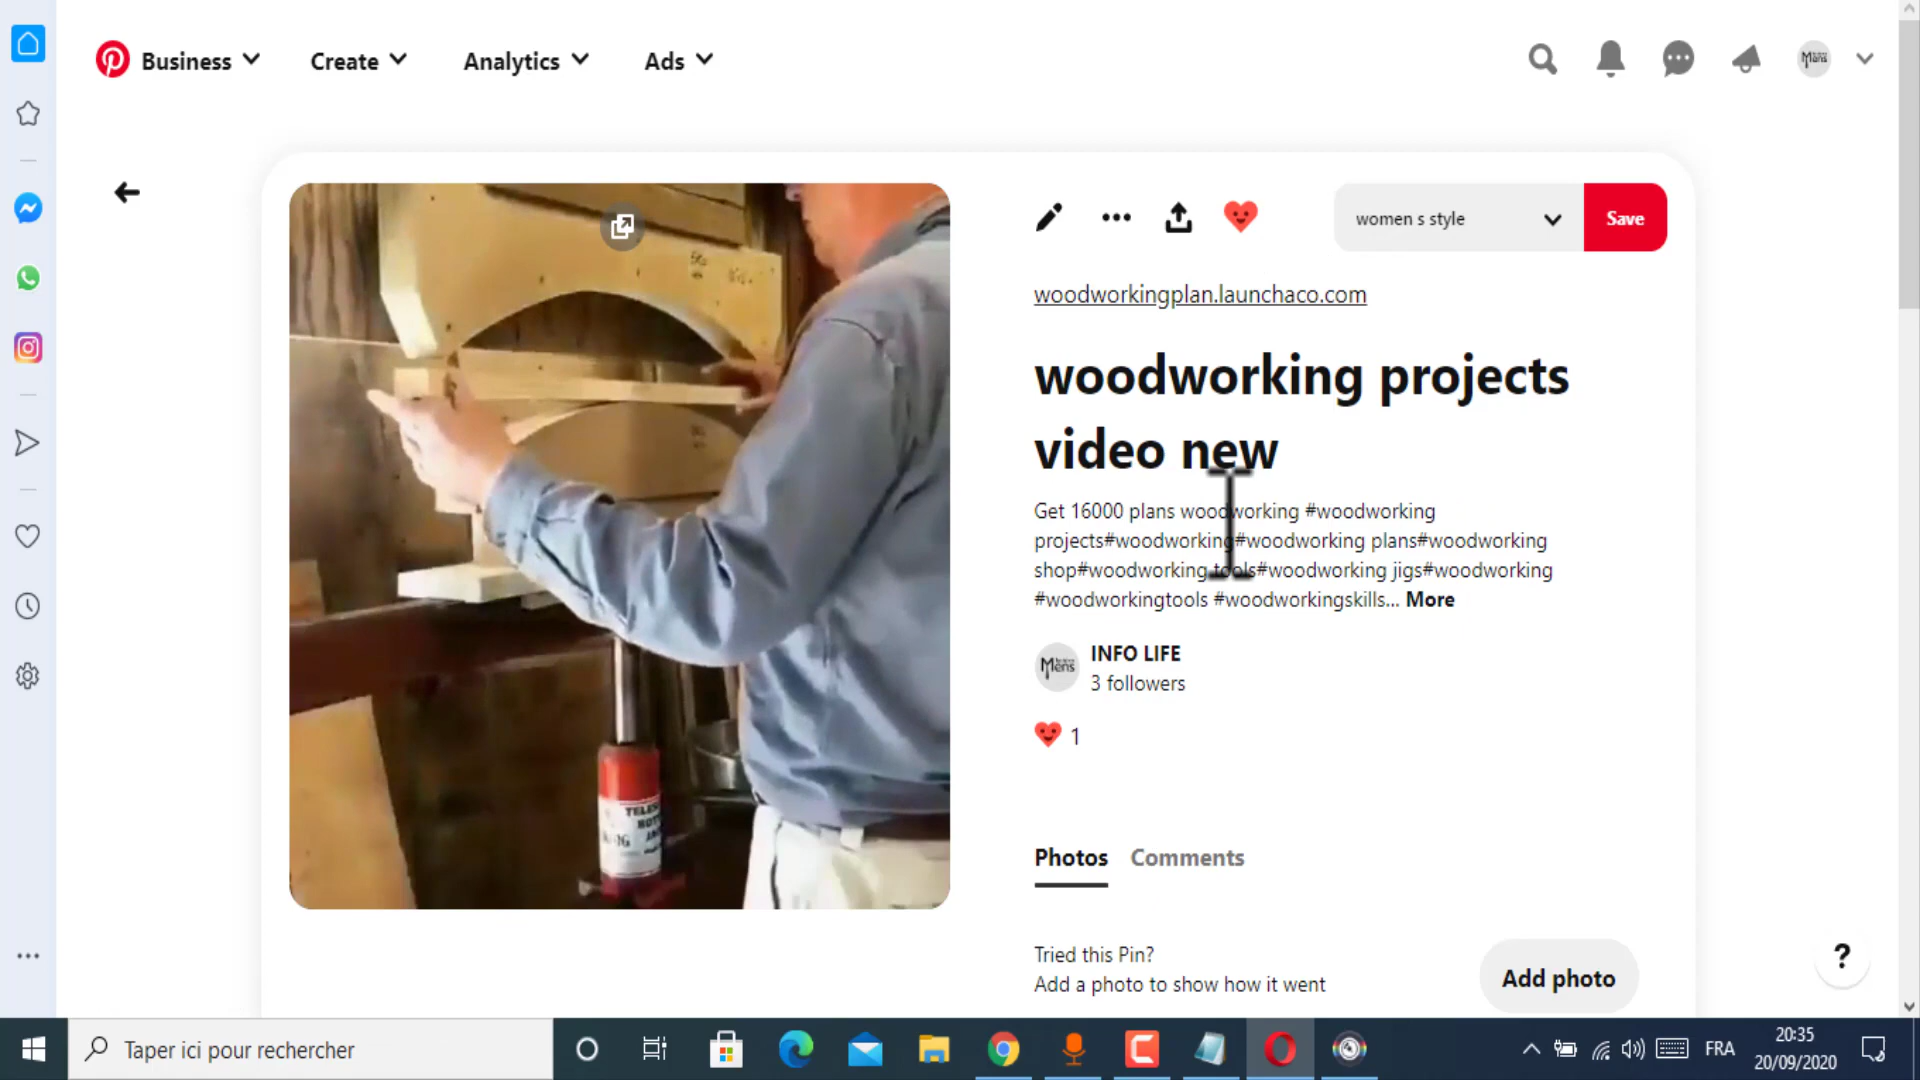 Business
Create
Analytics
Ads
Mens
women s style
Save
woodworkingplan.launchaco.com
woodworking projects
video new
Get 16000 plans woodworking #woodworking
projects#woodworking#woodworking plans#woodworking
shop#woodworking tools#woodworking jigs#woodworking
#woodworkingtools #woodworkingskills... More
Mens
INFO LIFE
3 followers
1
Photos
Comments
Tried this Pin?
Add a photo to show how it went
Add photo
?
Taper ici pour rechercher
FRA
20:35
20/09/2020